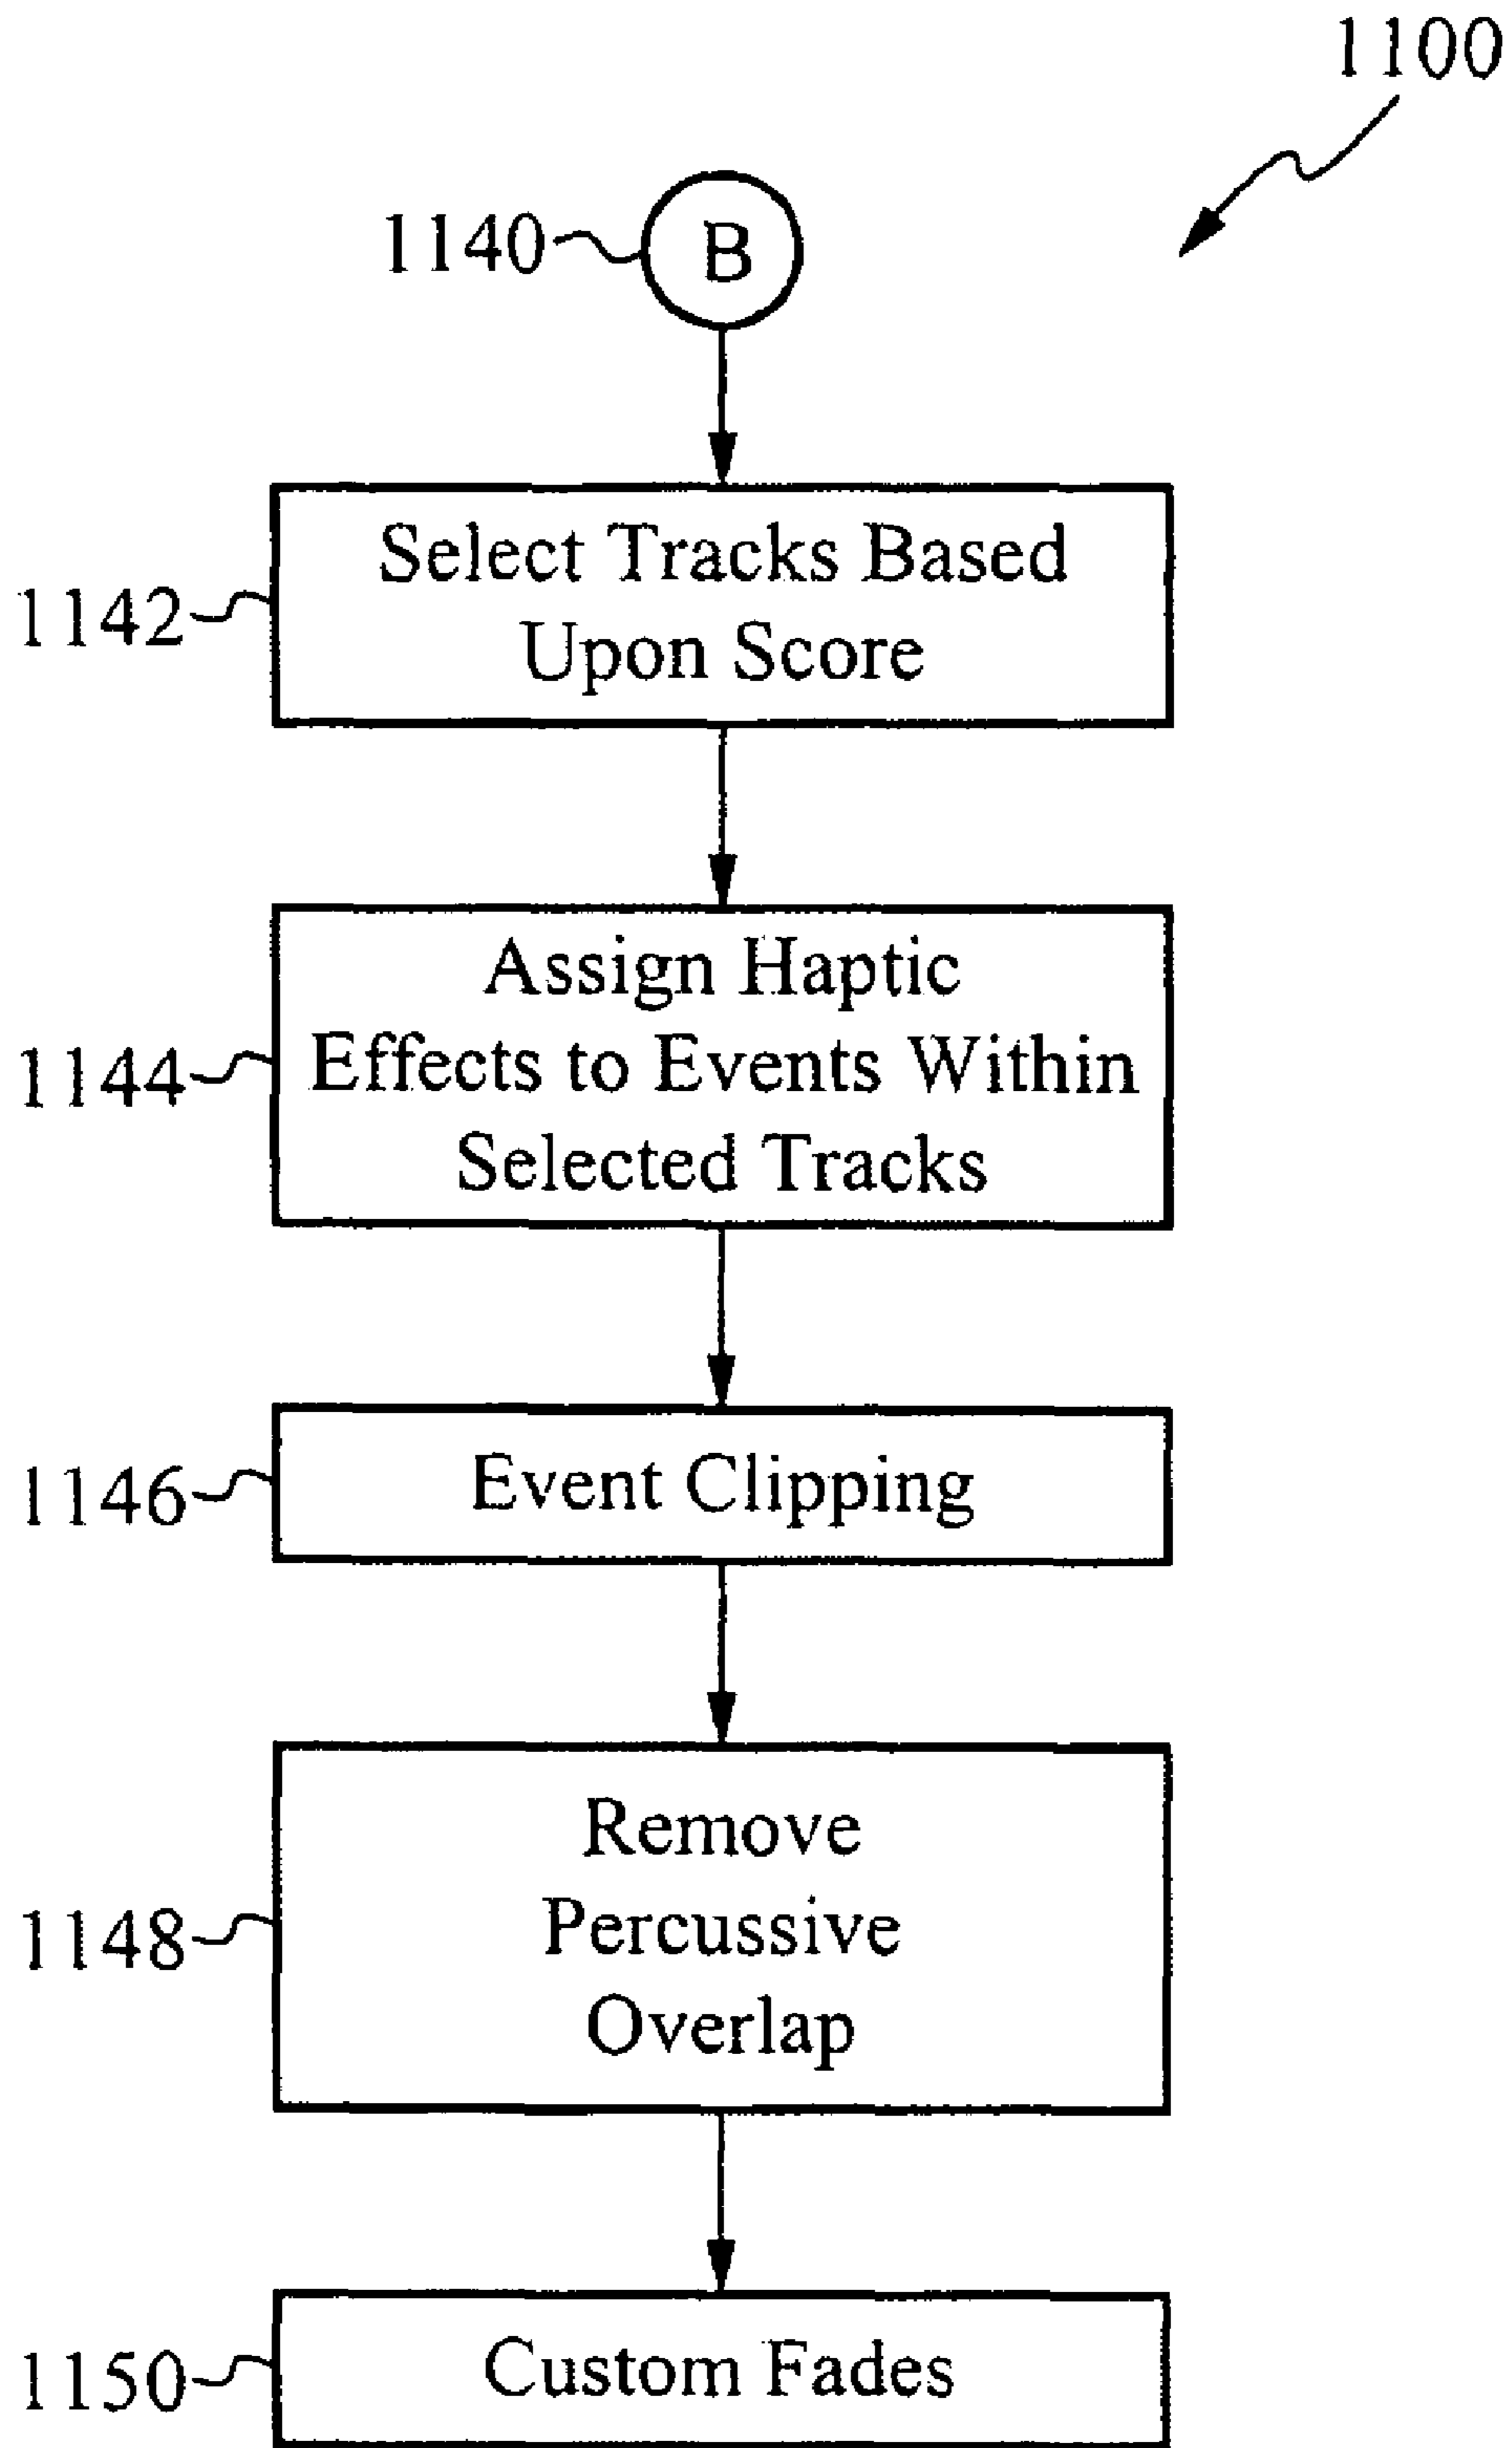 1100
1140
B
1142
Select Tracks Based
Upon Score
1144
Assign Haptic
Effects to Events Within
Selected Tracks
1146
Event Clipping
1148
Remove
Percussive
Overlap
1150
Custom Fades